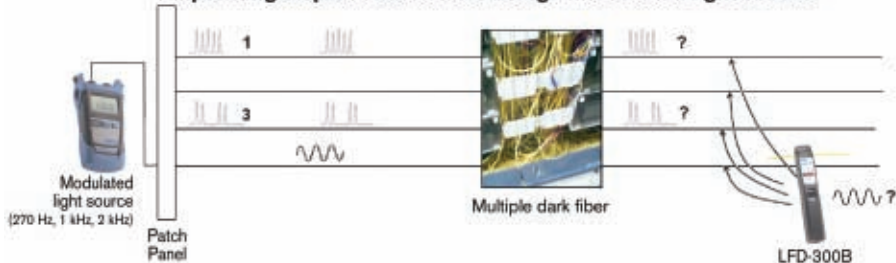 1
?
3
?
Modulated
light source
(270 Hz, 1 kHz, 2 kHz)
Patch
Panel
Multiple dark fiber
?
LFD-300B